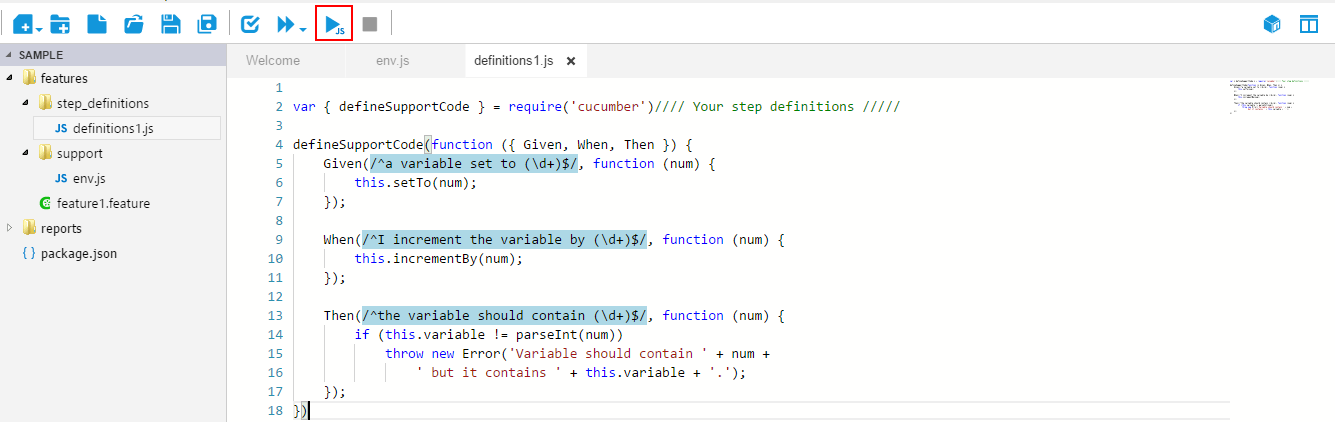 JS
SAMPLE
features
step_definitions
JS definitions1.js
support
JS env.js
feature1.feature
reports
{ } package.json
Welcome env.js definitions1.js ×
1
2 var { defineSupportCode } = require('cucumber')//// Your step definitions /////
3
4 defineSupportCode(function ({ Given, When, Then }) {
5 Given(/^a variable set to (\d+)$/, function (num) {
6 this.setTo(num);
7 });
8
9 When(/^I increment the variable by (\d+)$/, function (num) {
10 this.incrementBy(num);
11 });
12
13 Then(/^the variable should contain (\d+)$/, function (num) {
14 if (this.variable != parseInt(num))
15 throw new Error('Variable should contain ' + num +
16 ' but it contains ' + this.variable + '.');
17 });
18 })